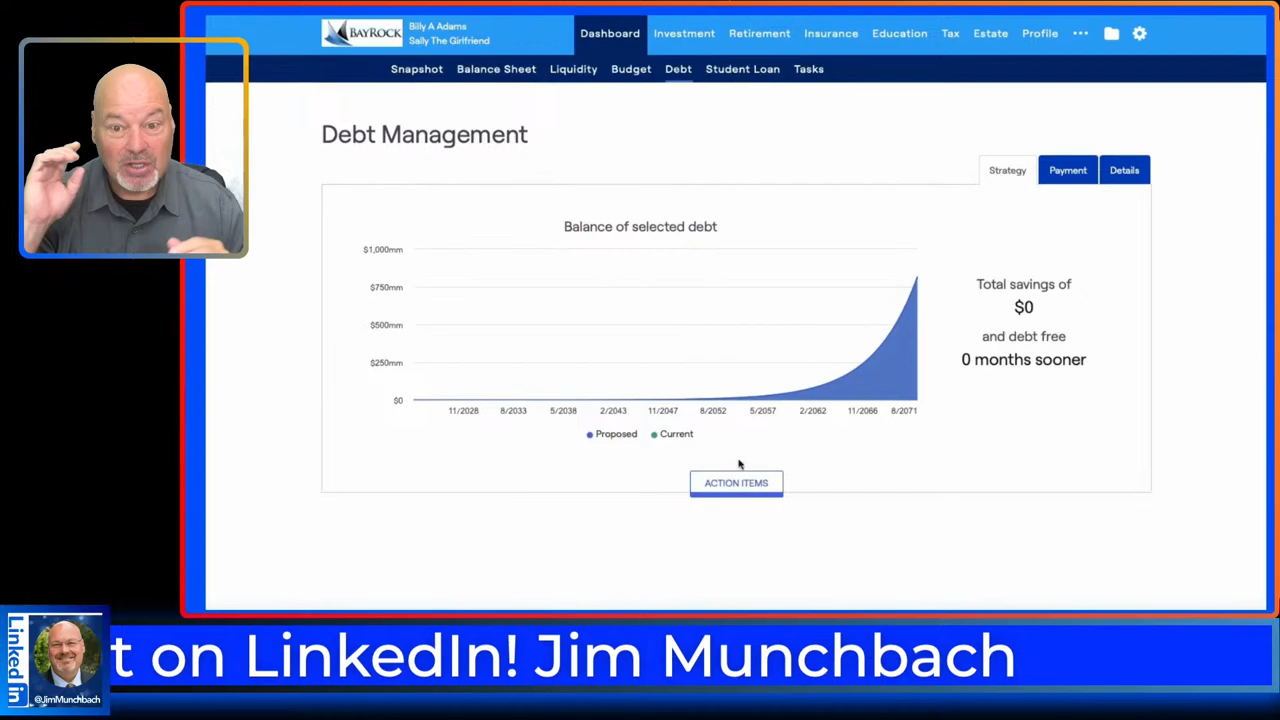 BAYROCK
Billy A Adams
Sally The Girlfriend
Dashboard
Investment
Retirement
Insurance
Education
Tax
Estate
Profile
Snapshot
Balance Sheet
Liquidity
Budget
Debt
Student Loan
Tasks
Debt Management
Strategy
Payment
Details
Balance of selected debt
$1,000mm
$750mm
$500mm
$250mm
$0
11/2028
8/2033
5/2038
2/2043
11/2047
8/2052
5/2057
2/2062
11/2066
8/2071
Proposed
Current
Total savings of
$0
and debt free
0 months sooner
ACTION ITEMS
Linked in
@JimMunchbach
t on LinkedIn! Jim Munchbach